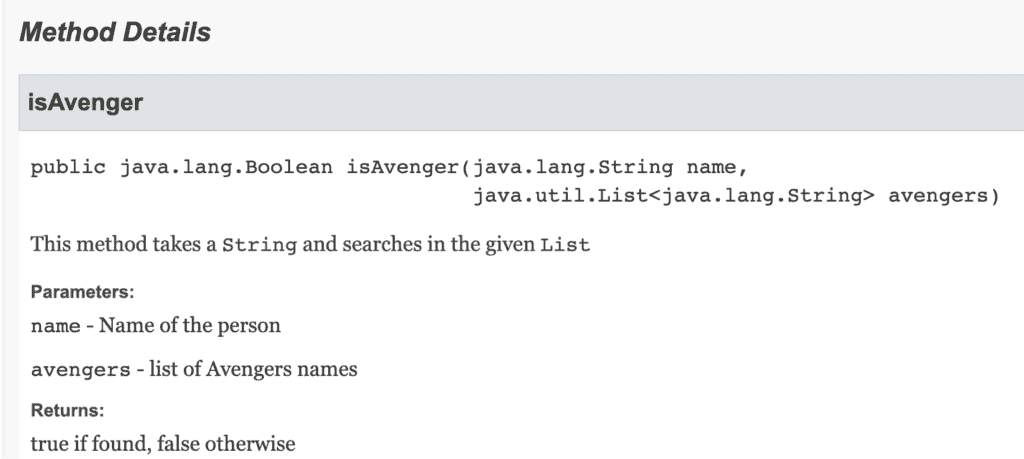 Method Details
isAvenger
public java.lang.Boolean isAvenger(java.lang.String name,
java.util.List<java.lang.String> avengers)
This method takes a String and searches in the given List
Parameters:
name - Name of the person
avengers - list of Avengers names
Returns:
true if found, false otherwise